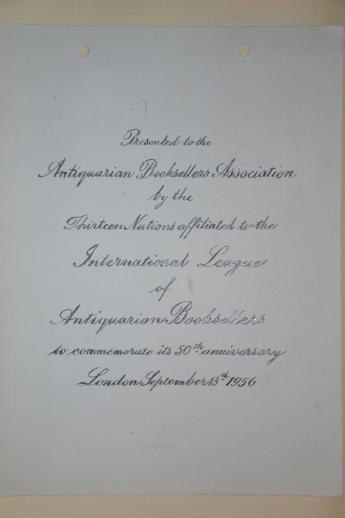 Presented to the
Antiquarian Booksellers Association
by the
Thirteen Nations affiliated to the
International League
of
Antiquarian Booksellers
to commemorate its 50th anniversary
London September 13th 1956